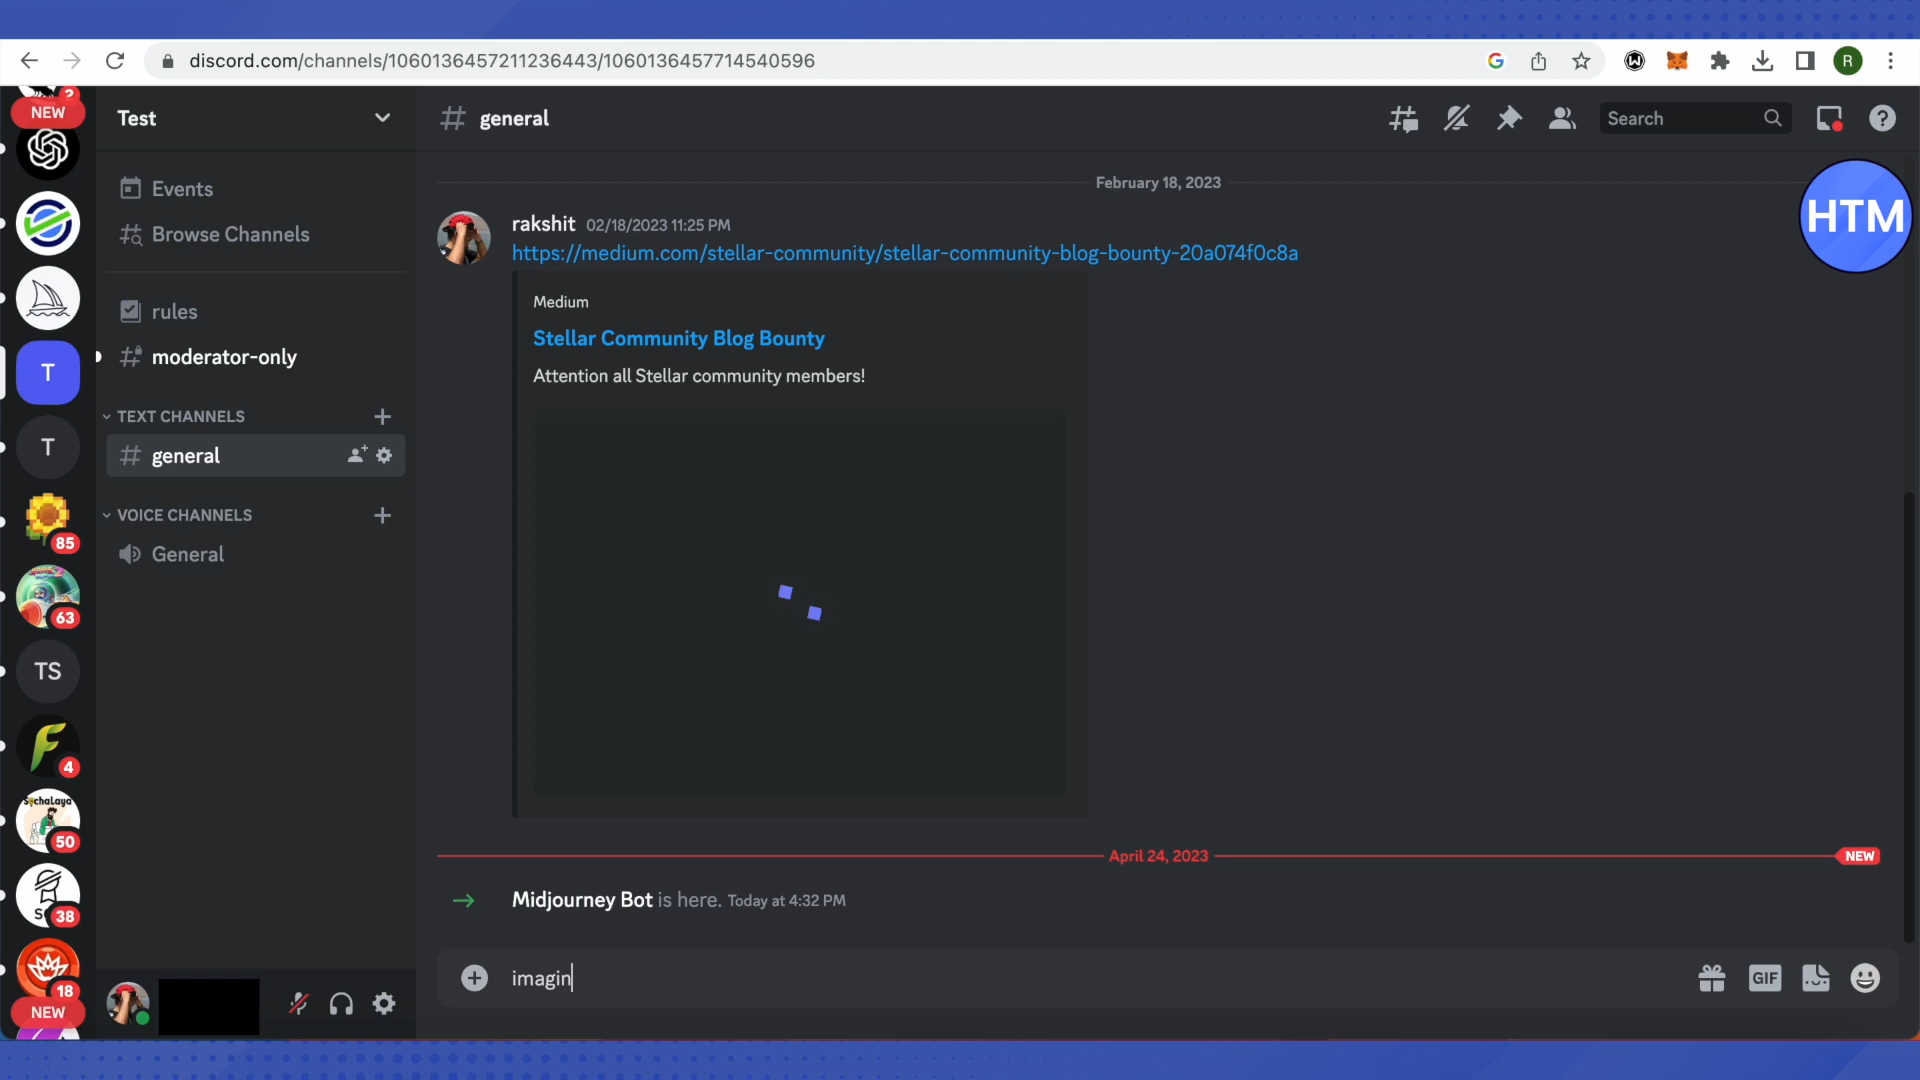 discord.com/channels/1060136457211236443/1060136457714540596
R
NEW
2
T
T
85
63
TS
4
SochaLaya
50
38
18
NEW
Test
Events
Browse Channels
rules
moderator-only
TEXT CHANNELS
general
VOICE CHANNELS
General
general
Search
HTM
February 18, 2023
rakshit 02/18/2023 11:25 PM
https://medium.com/stellar-community/stellar-community-blog-bounty-20a074f0c8a
Medium
Stellar Community Blog Bounty
Attention all Stellar community members!
April 24, 2023
NEW
Midjourney Bot is here. Today at 4:32 PM
imagin
GIF